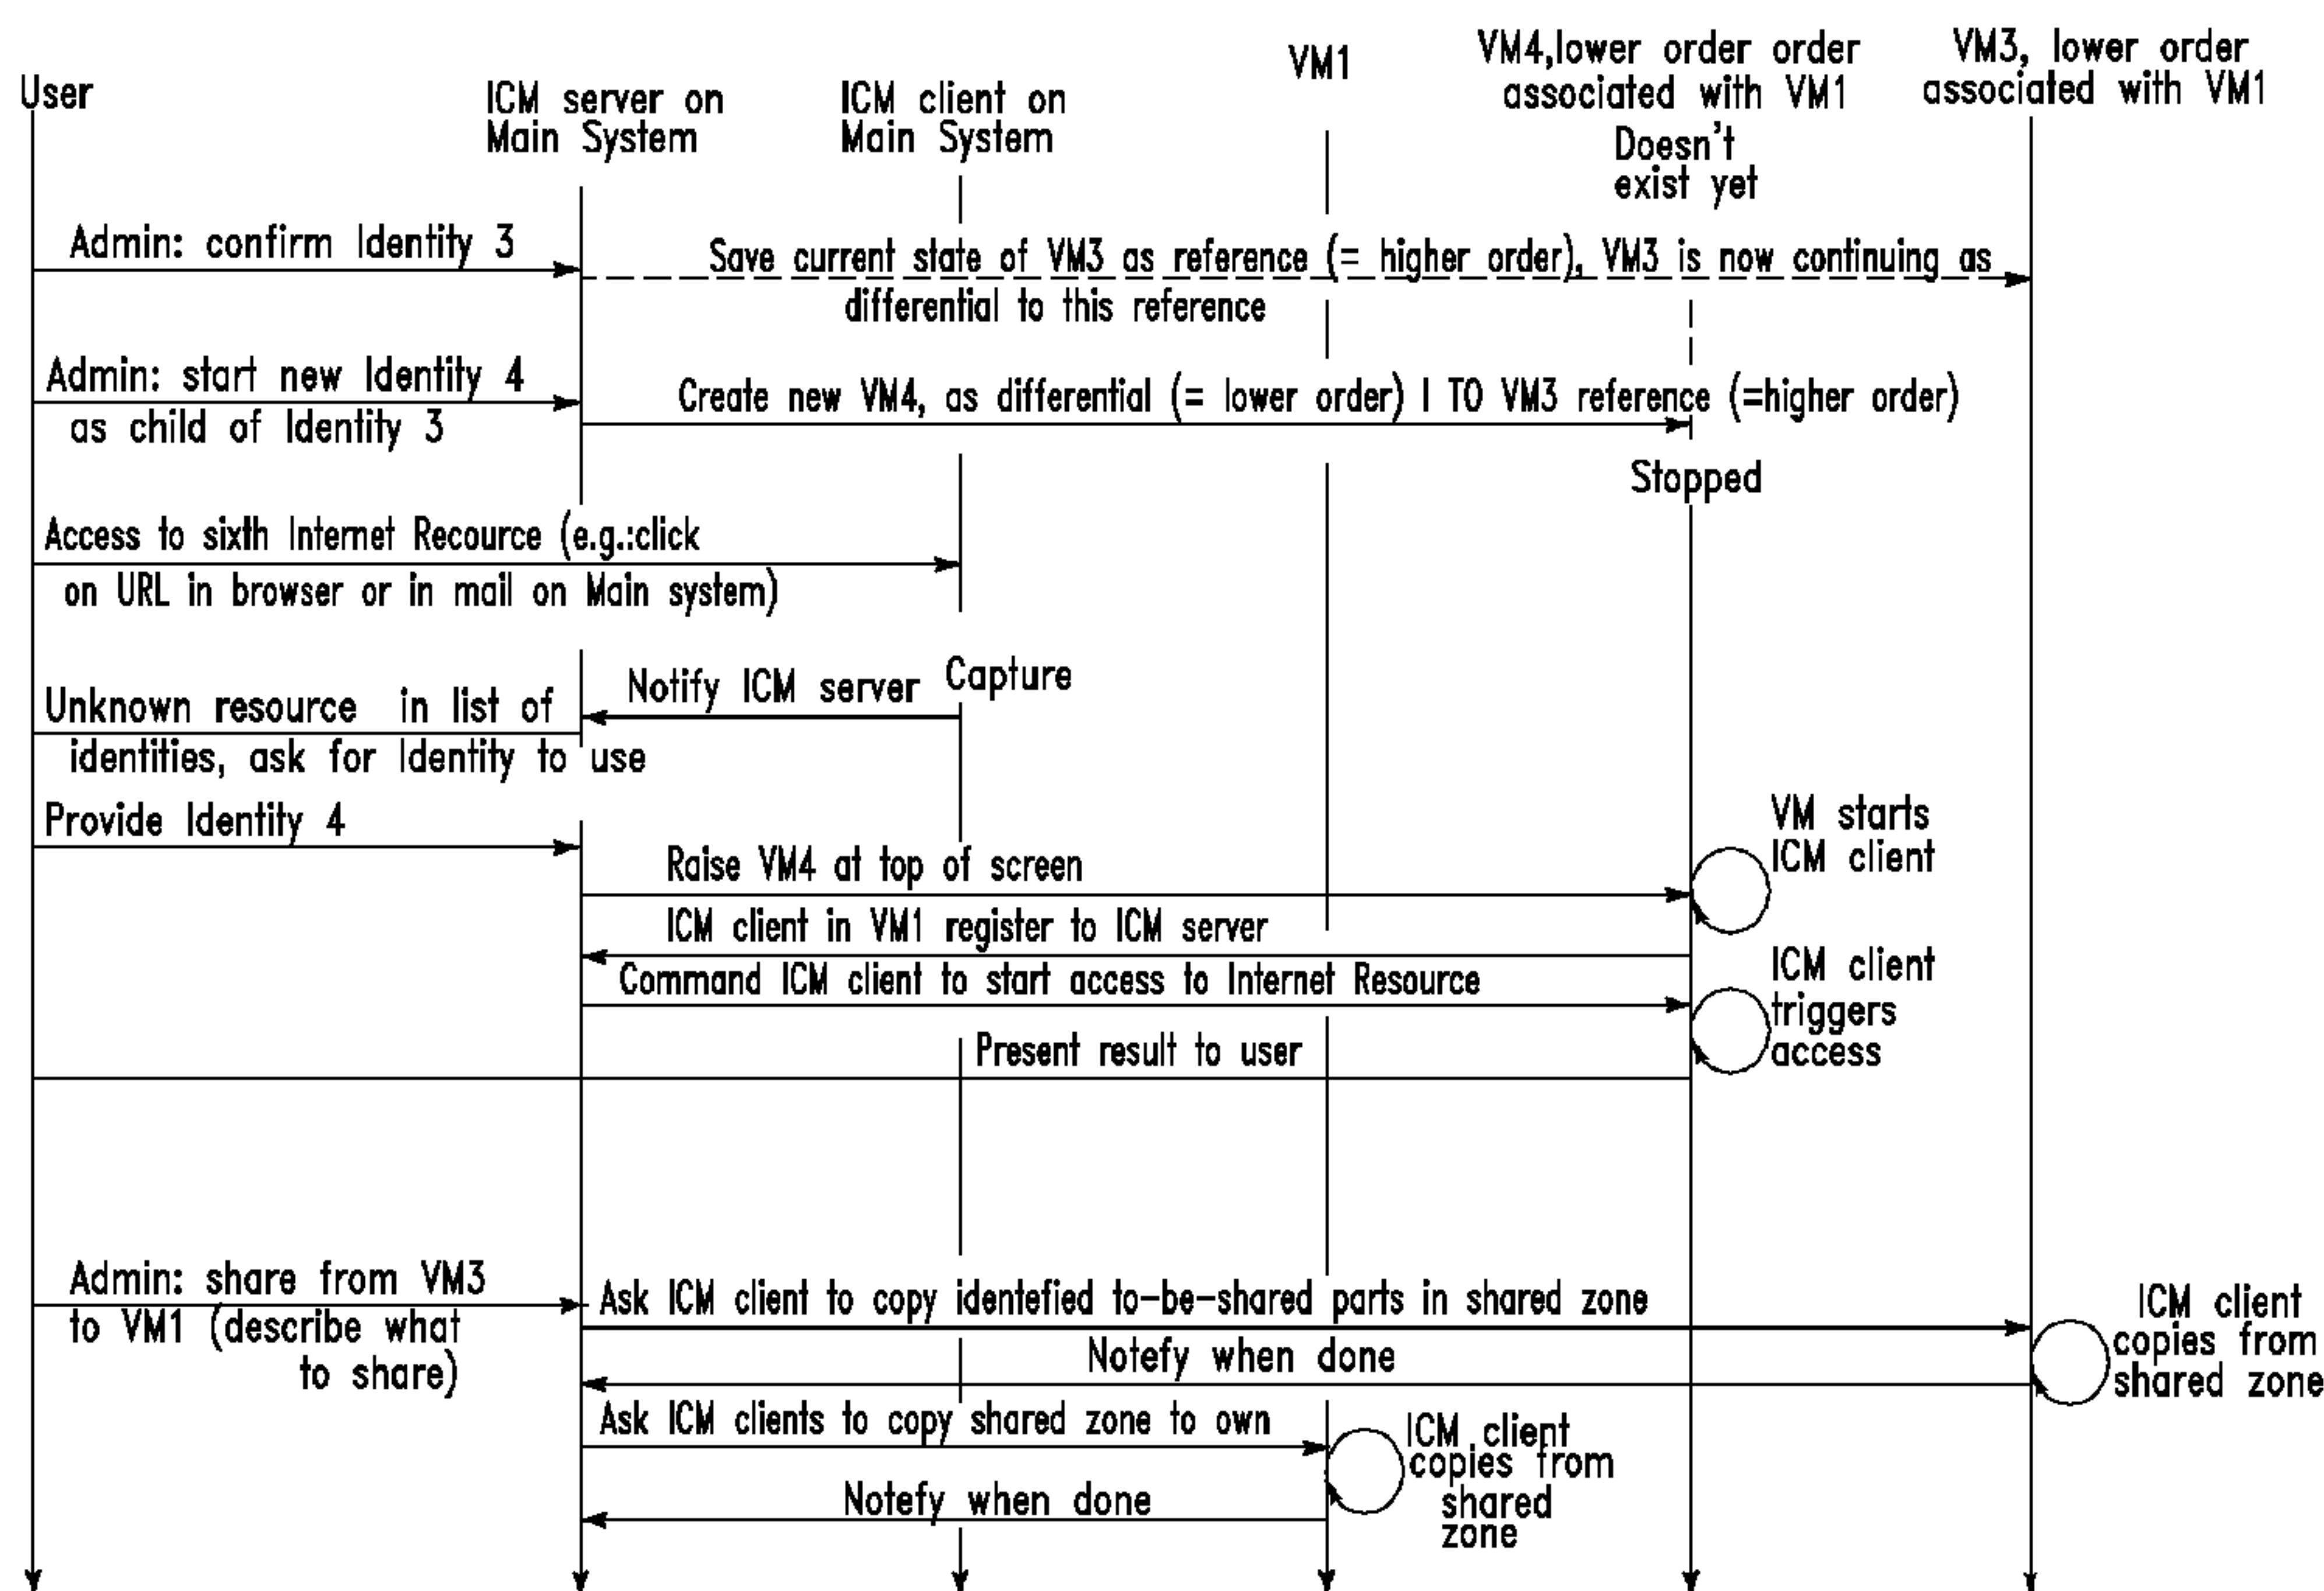 User
ICM server on
Main System
ICM client on
Main System
VM1
VM4,lower order order
associated with VM1
Doesn't
exist yet
VM3, lower order
associated with VM1
Admin: confirm Identity 3
Save current state of VM3 as reference (= higher order), VM3 is now continuing as
differential to this reference
Admin: start new Identity 4
as child of Identity 3
Create new VM4, as differential (= lower order) I TO VM3 reference (=higher order)
Stopped
Access to sixth Internet Recource (e.g.:click
on URL in browser or in mail on Main system)
Capture
Notify ICM server
Unknown resource in list of
identities, ask for Identity to use
Provide Identity 4
VM starts
ICM client
Raise VM4 at top of screen
ICM client in VM1 register to ICM server
Command ICM client to start access to Internet Resource
ICM client
triggers
access
Present result to user
Admin: share from VM3
to VM1 (describe what
to share)
Ask ICM client to copy identefied to-be-shared parts in shared zone
ICM client
copies from
shared zone
Notefy when done
Ask ICM clients to copy shared zone to own
ICM client
copies from
shared
zone
Notefy when done